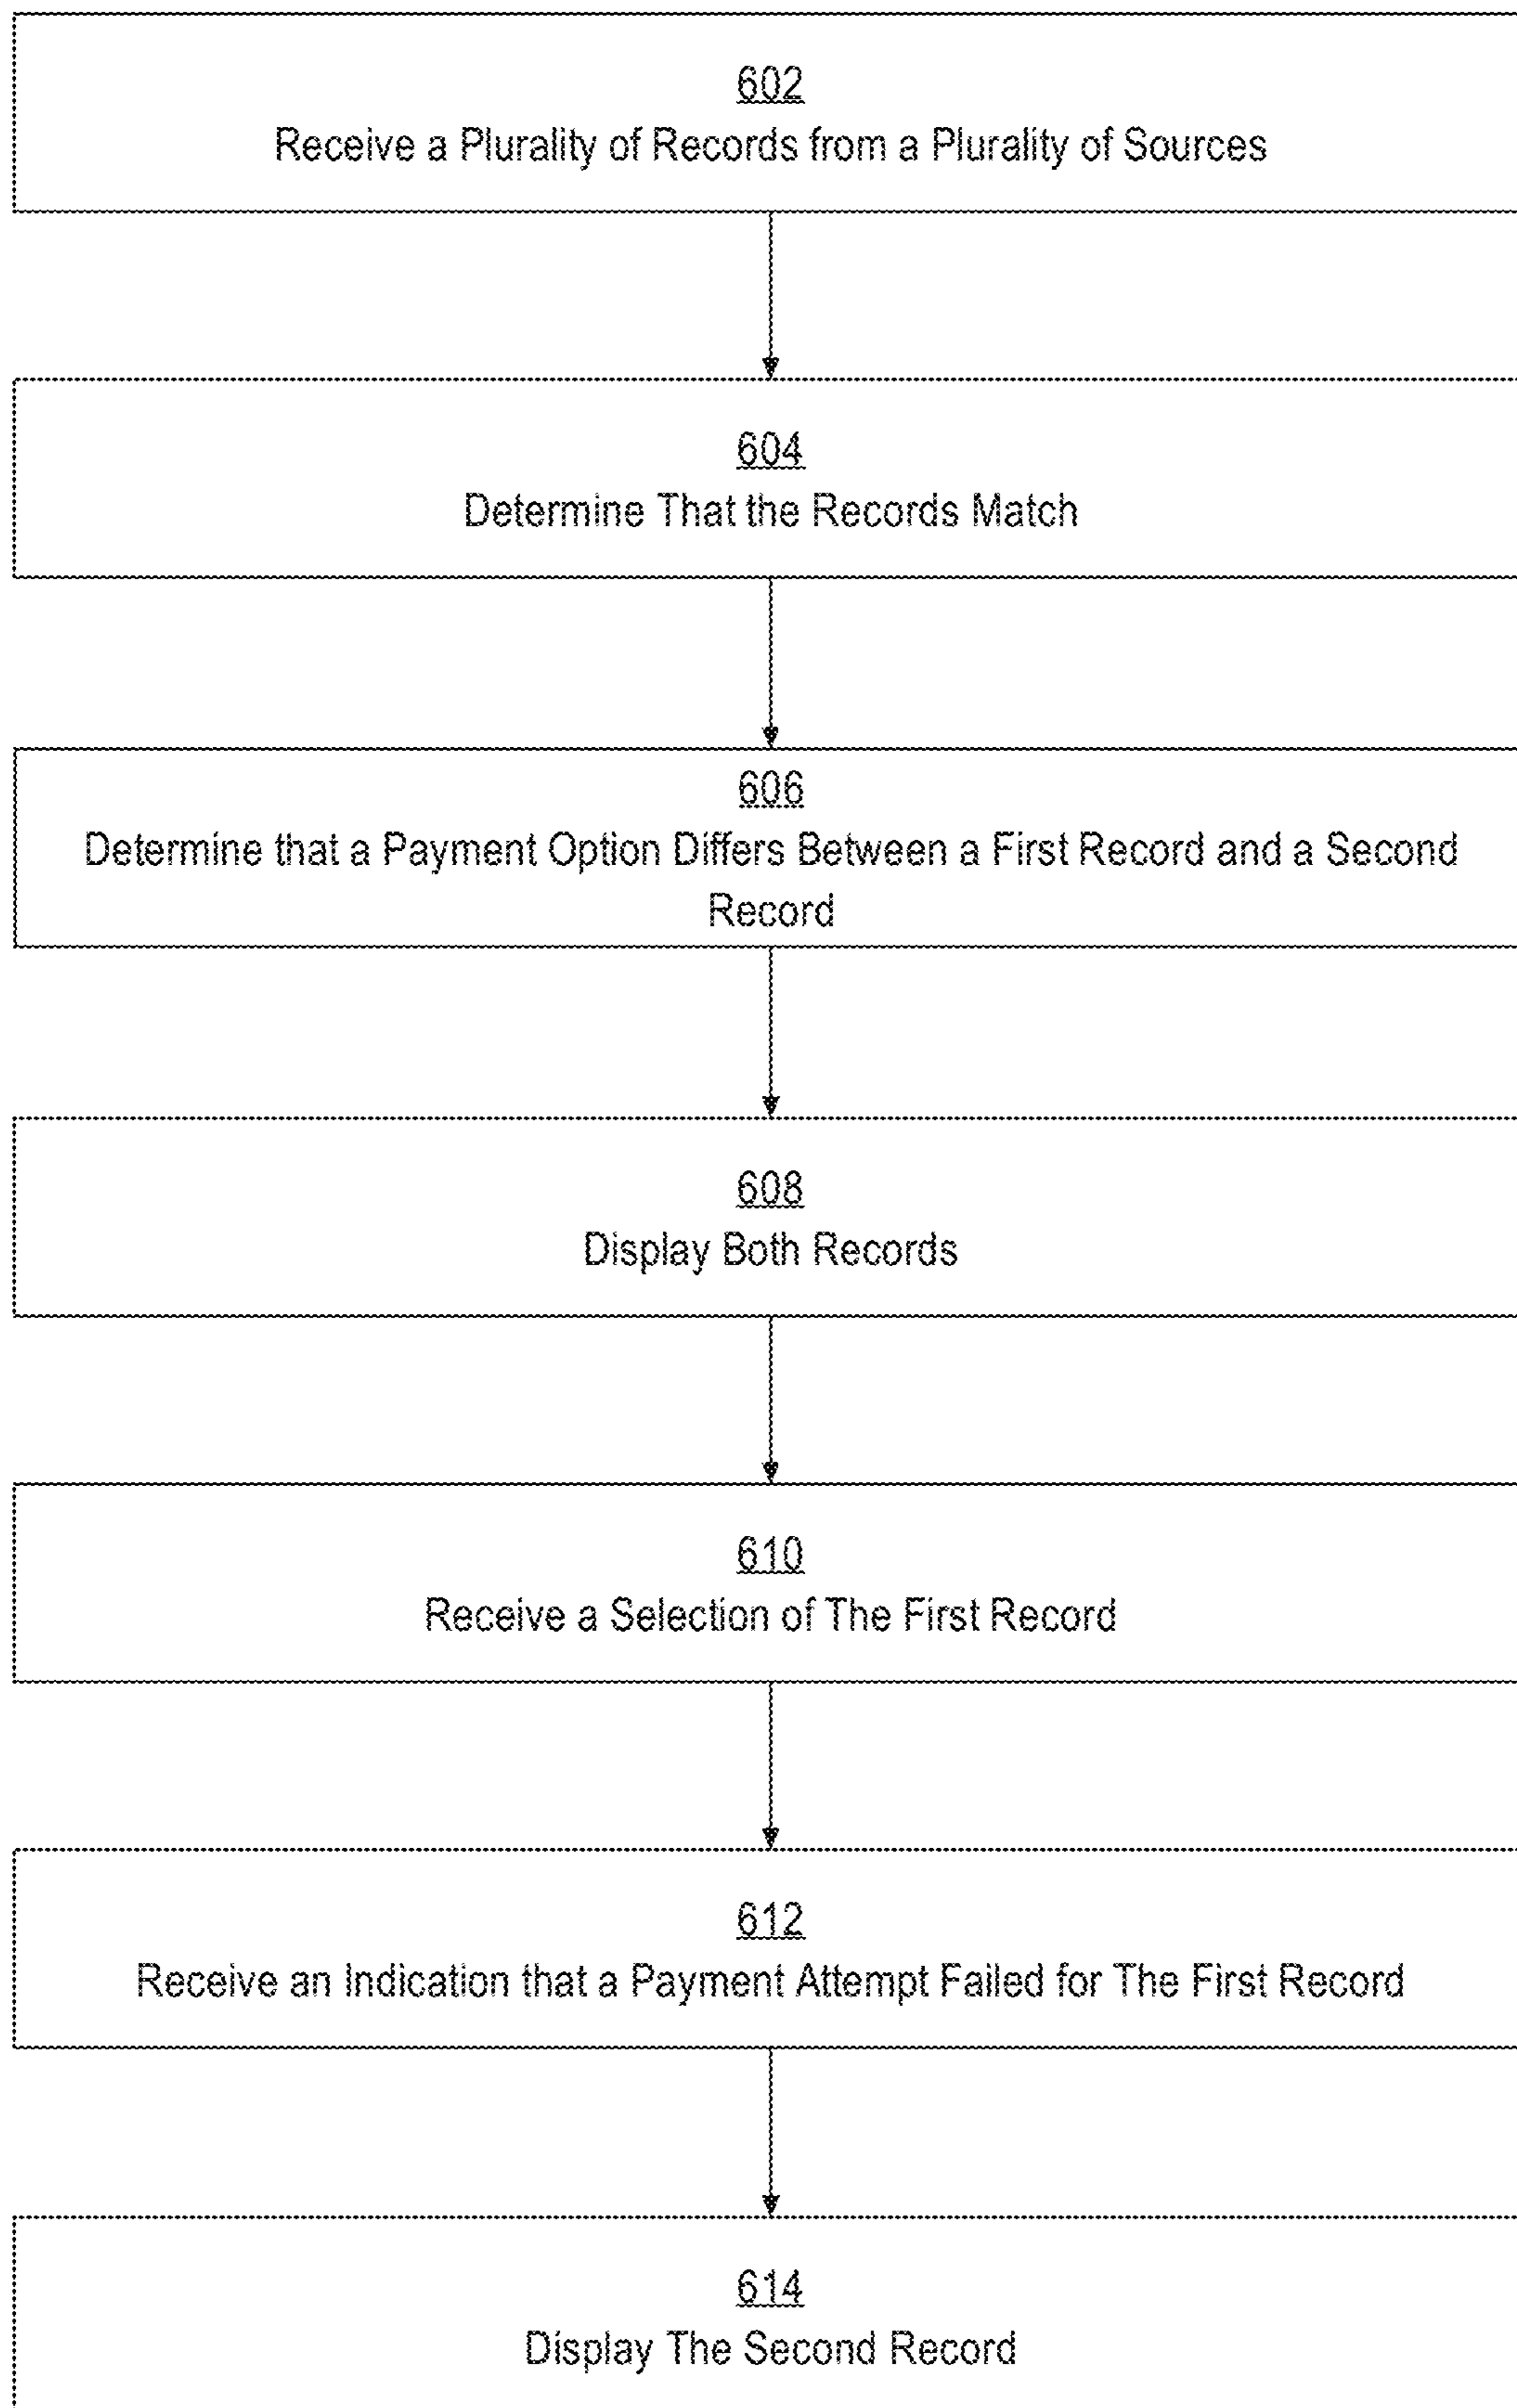 602
Receive a Plurality of Records from a Plurality of Sources
604
Determine That the Records Match
606
Determine that a Payment Option Differs Between a First Record and a Second
Record
608
Display Both Records
610
Receive a Selection of The First Record
612
Receive an Indication that a Payment Attempt Failed for The First Record
614
Display The Second Record